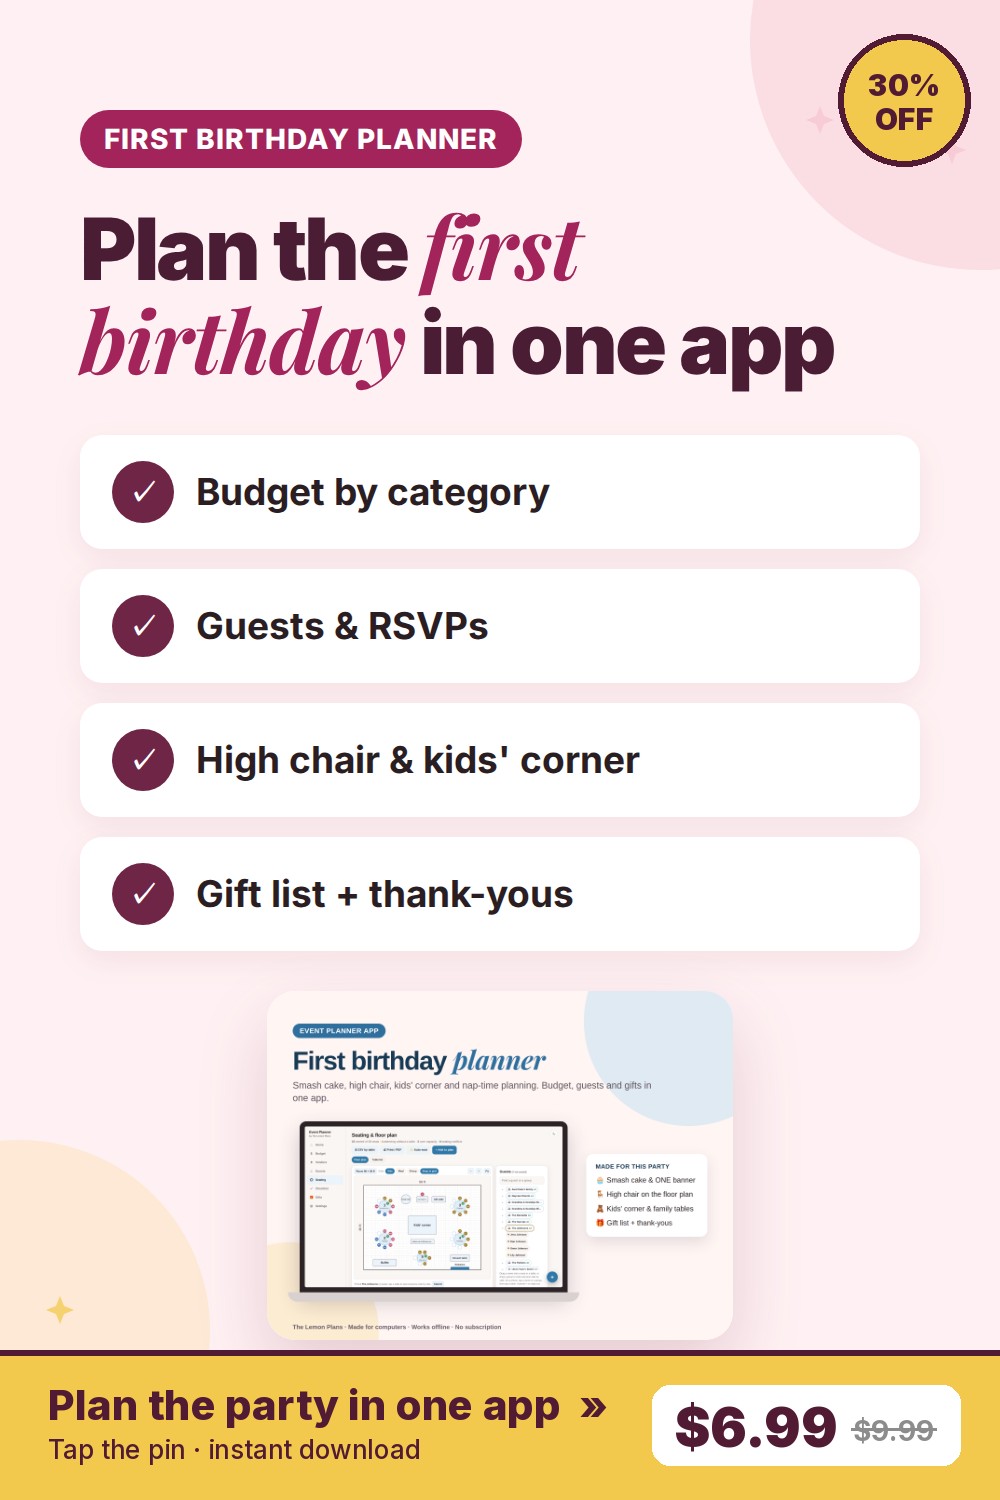 30%
OFF
FIRST BIRTHDAY PLANNER
Plan the first
birthday in one app
Budget by category
Guests & RSVPs
High chair & kids' corner
Gift list + thank-yous
EVENT PLANNER APP
First birthday planner
Smash cake, high chair, kids' corner and nap-time planning. Budget, guests and gifts in
one app.
Seating & floor plan
MADE FOR THIS PARTY
Smash cake & ONE banner
High chair on the floor plan
Kids' corner & family tables
Gift list + thank-yous
The Lemon Plans · Made for computers · Works offline · No subscription
Plan the party in one app »
Tap the pin · instant download
$6.99 $9.99